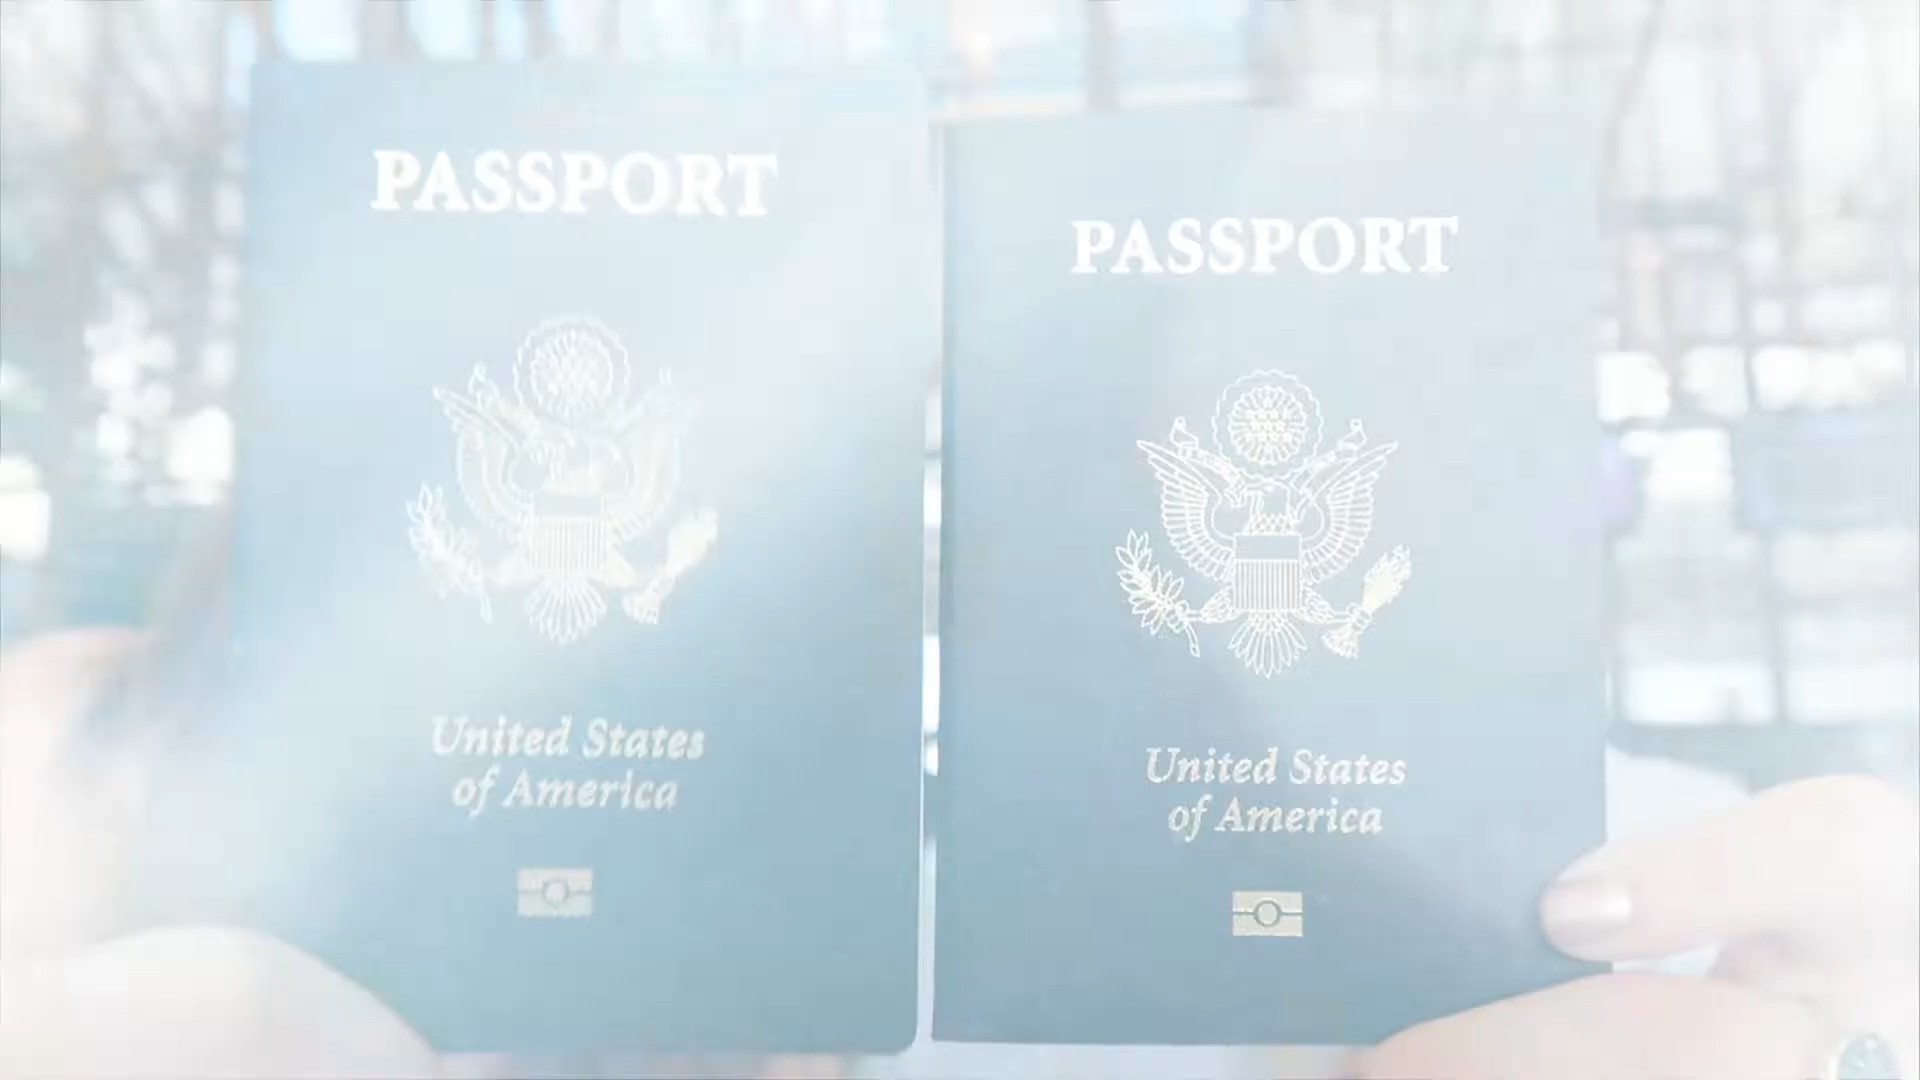 PASSPORT
United States
of America
PASSPORT
United States
of America